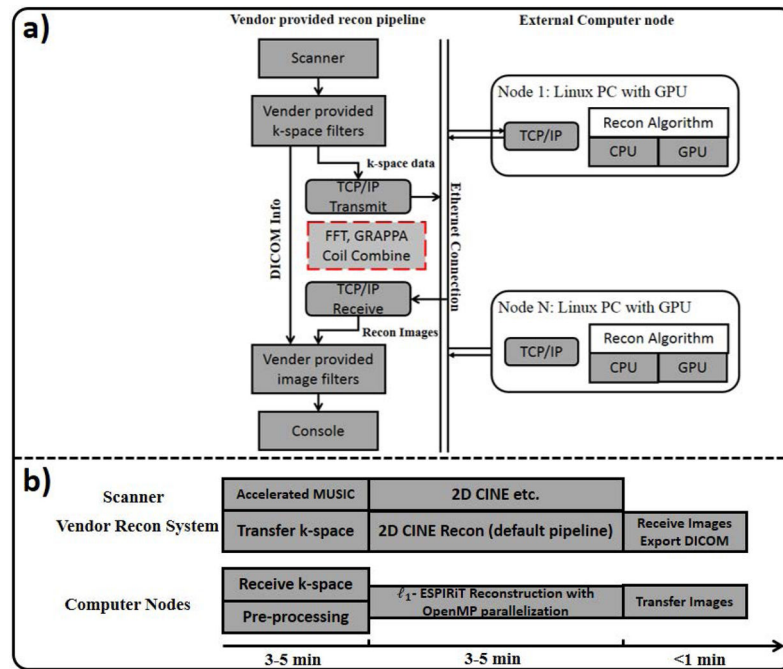 a)
Vendor provided recon pipeline
External Computer node
Scanner
Vender provided
k-space filters
k-space data
TCP/IP
Transmit
DICOM Info
FFT, GRAPPA
Coil Combine
TCP/IP
Receive
Recon Images
Vender provided
image filters
Console
Ethernet Connection
Node 1: Linux PC with GPU
TCP/IP
Recon Algorithm
CPU
GPU
Node N: Linux PC with GPU
TCP/IP
Recon Algorithm
CPU
GPU
b)
Scanner
Accelerated MUSIC
2D CINE etc.
Vendor Recon System
Transfer k-space
2D CINE Recon (default pipeline)
Receive Images
Export DICOM
Computer Nodes
Receive k-space
Pre-processing
ℓ₁- ESPIRiT Reconstruction with
OpenMP parallelization
Transfer Images
3-5 min
3-5 min
<1 min